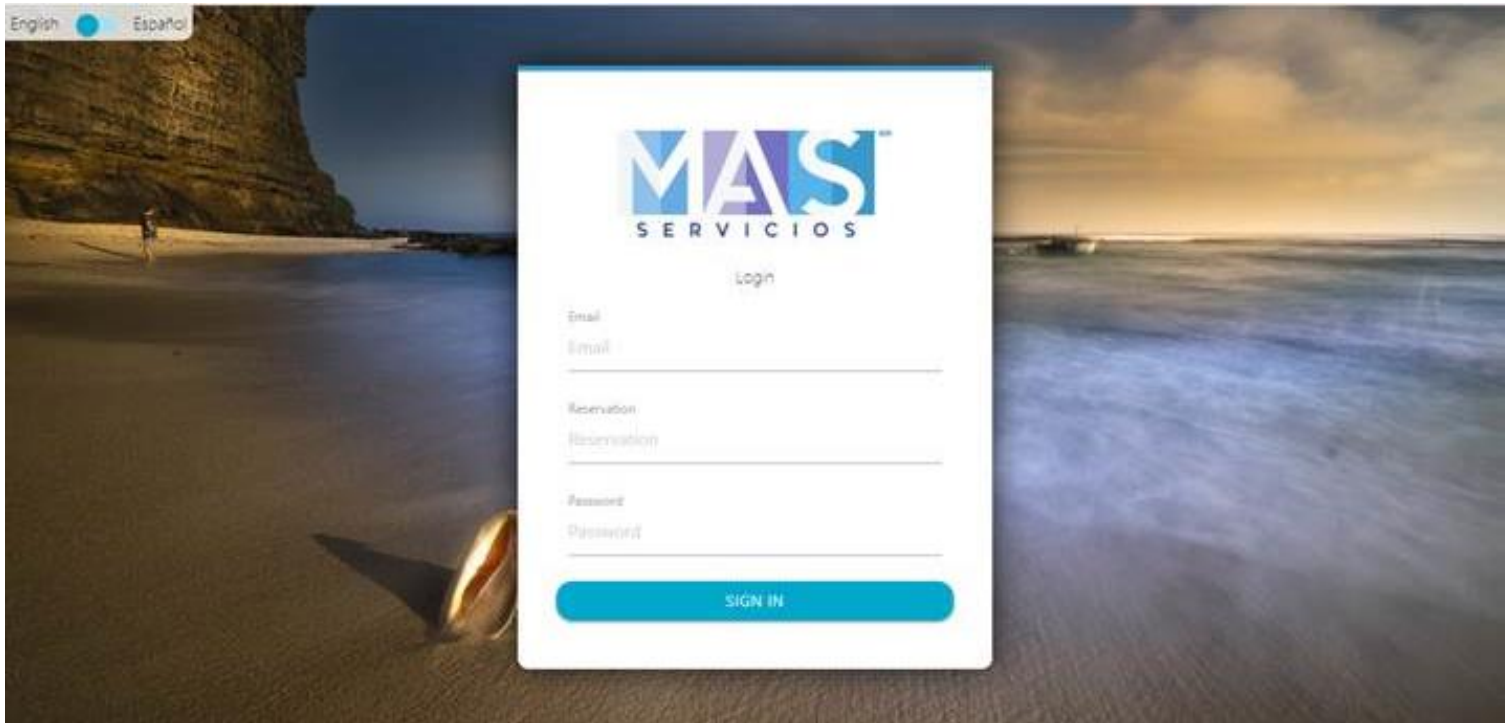 English Español
MAS
SERVICIOS
Login
Email
Email
Reservation
Reservation
Password
Password
SIGN IN